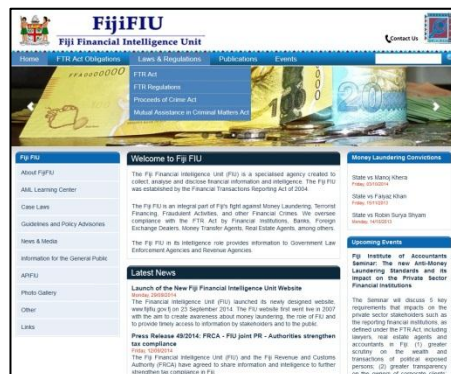 FijiFIU
Fiji Financial Intelligence Unit
Contact Us
Home FTR Act Obligations Laws & Regulations Publications Events
FTR Act
FTR Regulations
Proceeds of Crime Act
Mutual Assistance in Criminal Matters Act
Fiji FIU
About FijiFIU
AML Learning Center
Case Laws
Guidelines and Policy Advisories
News & Media
Information for the General Public
APIFIU
Photo Gallery
Other
Links
Welcome to Fiji FIU
The Fiji Financial Intelligence Unit (FIU) is a specialised agency created to
collect, analyse and disclose financial information and intelligence. The Fiji FIU
was established by the Financial Transactions Reporting Act of 2004.
The Fiji FIU is an integral part of Fiji's fight against Money Laundering, Terrorist
Financing, Fraudulent Activities, and other Financial Crimes. We oversee
compliance with the FTR Act by Financial Institutions, Banks, Foreign
Exchange Dealers, Money Transfer Agents, Real Estate Agents, among others.
The Fiji FIU in its intelligence role provides information to Government Law
Enforcement Agencies and Revenue Agencies.
Latest News
Launch of the New Fiji Financial Intelligence Unit Website
Monday, 29/09/2014
The Financial Intelligence Unit (FIU) launched its newly designed website,
www.fijifiu.gov.fj on 23 September 2014. The FIU website first went live in 2007
with the aim to create awareness about money laundering, the role of FIU and
to provide timely access to information by stakeholders and to the public.
Press Release 49/2014: FRCA - FIU joint PR - Authorities strengthen
tax compliance
Friday, 12/09/2014
The Fiji Financial Intelligence Unit (FIU) and the Fiji Revenue and Customs
Authority (FRCA) have agreed to share information and intelligence to further
strengthen tax compliance in Fiji.
Money Laundering Convictions
State vs Manoj Khera
State vs Faiyaz Khan
State vs Robin Surya Shyam
Upcoming Events
Fiji Institute of Accountants
Seminar: The new Anti-Money
Laundering Standards and its
impact on the Private Sector
Financial Institutions
The Seminar will discuss 5 key
requirements that impacts on the
private sector stakeholders such as
the reporting financial institutions, as
defined under the FTR Act, including
lawyers, real estate agents and
accountants in Fiji: (1) greater
scrutiny on the wealth and
transactions of political exposed
persons; (2) greater transparency